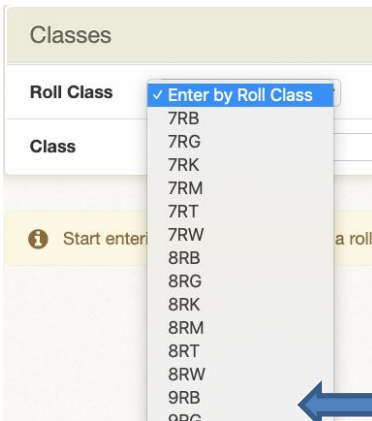 Classes
Roll Class
✓ Enter by Roll Class
7RB
7RG
Class
7RK
7RM
7RT
7RW
Start enteri a roll
8RB
8RG
8RK
8RM
8RT
8RW
9RB
9RG